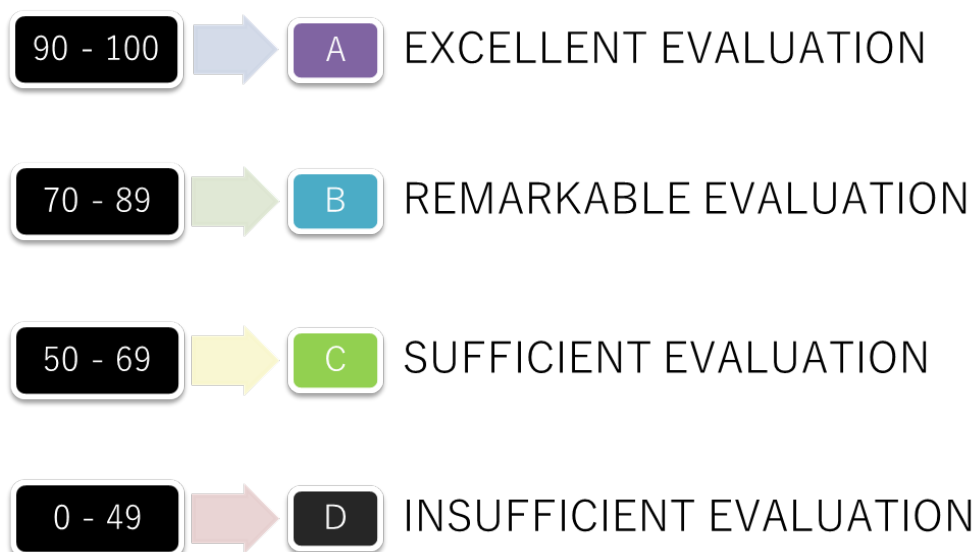 90 - 100 A EXCELLENT EVALUATION
70 - 89 B REMARKABLE EVALUATION
50 - 69 C SUFFICIENT EVALUATION
0 - 49 D INSUFFICIENT EVALUATION